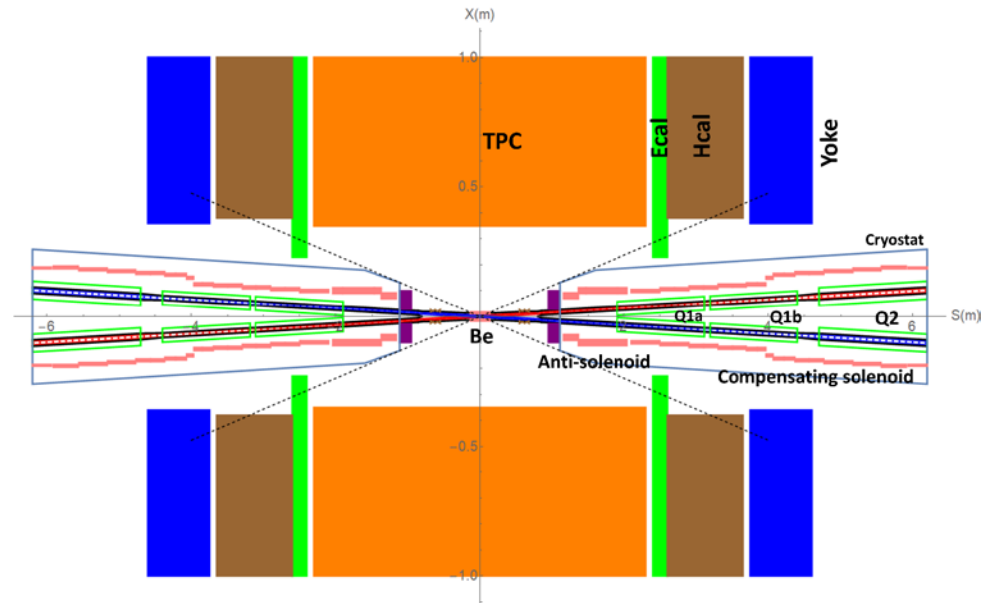 X(m)
1.0
TPC
Ecal
Hcal
Yoke
0.5
Cryostat
-6
-4
Be
Q1a
4
Q1b
Q2
6
S(m)
Anti-solenoid
Compensating solenoid
-0.5
-1.0